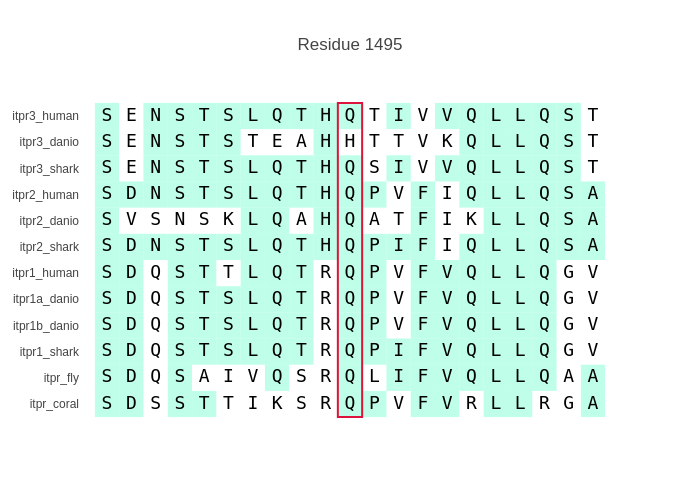 Residue 1495
itpr3_human S E N S T S L Q T H Q T I V V Q L L Q S T
itpr3_danio S E N S T S T E A H H T T V K Q L L Q S T
itpr3_shark S E N S T S L Q T H Q S I V V Q L L Q S T
itpr2_human S D N S T S L Q T H Q P V F I Q L L Q S A
itpr2_danio S V S N S K L Q A H Q A T F I K L L Q S A
itpr2_shark S D N S T S L Q T H Q P I F I Q L L Q S A
itpr1_human S D Q S T T L Q T R Q P V F V Q L L Q G V
itpr1a_danio S D Q S T S L Q T R Q P V F V Q L L Q G V
itpr1b_danio S D Q S T S L Q T R Q P V F V Q L L Q G V
itpr1_shark S D Q S T S L Q T R Q P I F V Q L L Q G V
itpr_fly S D Q S A I V Q S R Q L I F V Q L L Q A A
itpr_coral S D S S T T I K S R Q P V F V R L L R G A